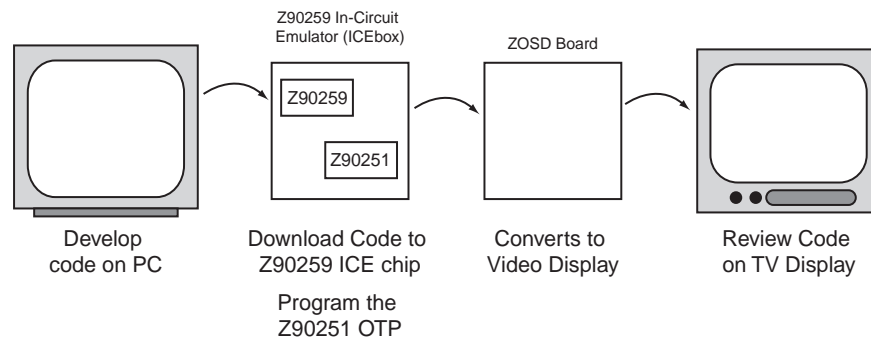 Z90259 In-Circuit
Emulator (ICEbox)
ZOSD Board
Z90259
Z90251
Develop
code on PC
Download Code to
Z90259 ICE chip
Program the
Z90251 OTP
Converts to
Video Display
Review Code
on TV Display